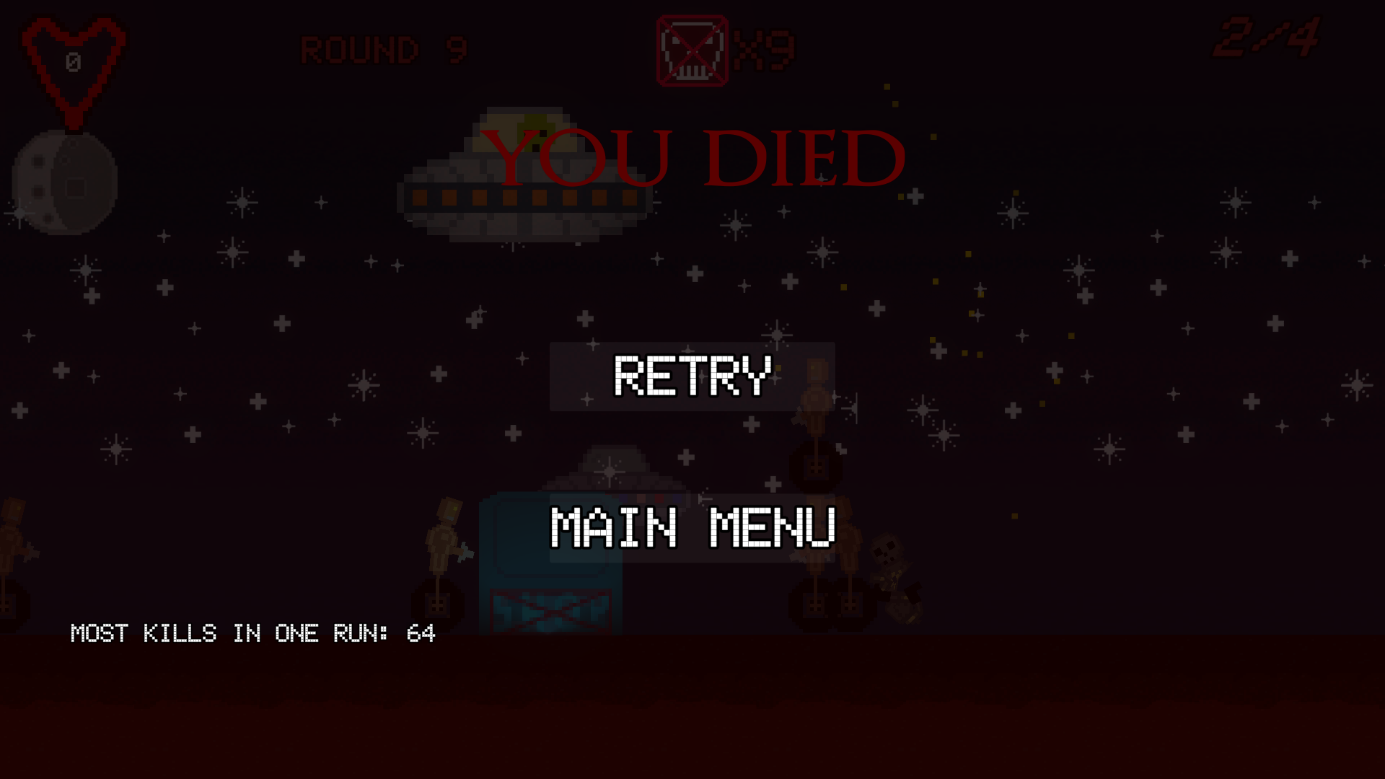 0
ROUND 9
X9
2/4
YOU DIED
RETRY
MAIN MENU
MOST KILLS IN ONE RUN: 64